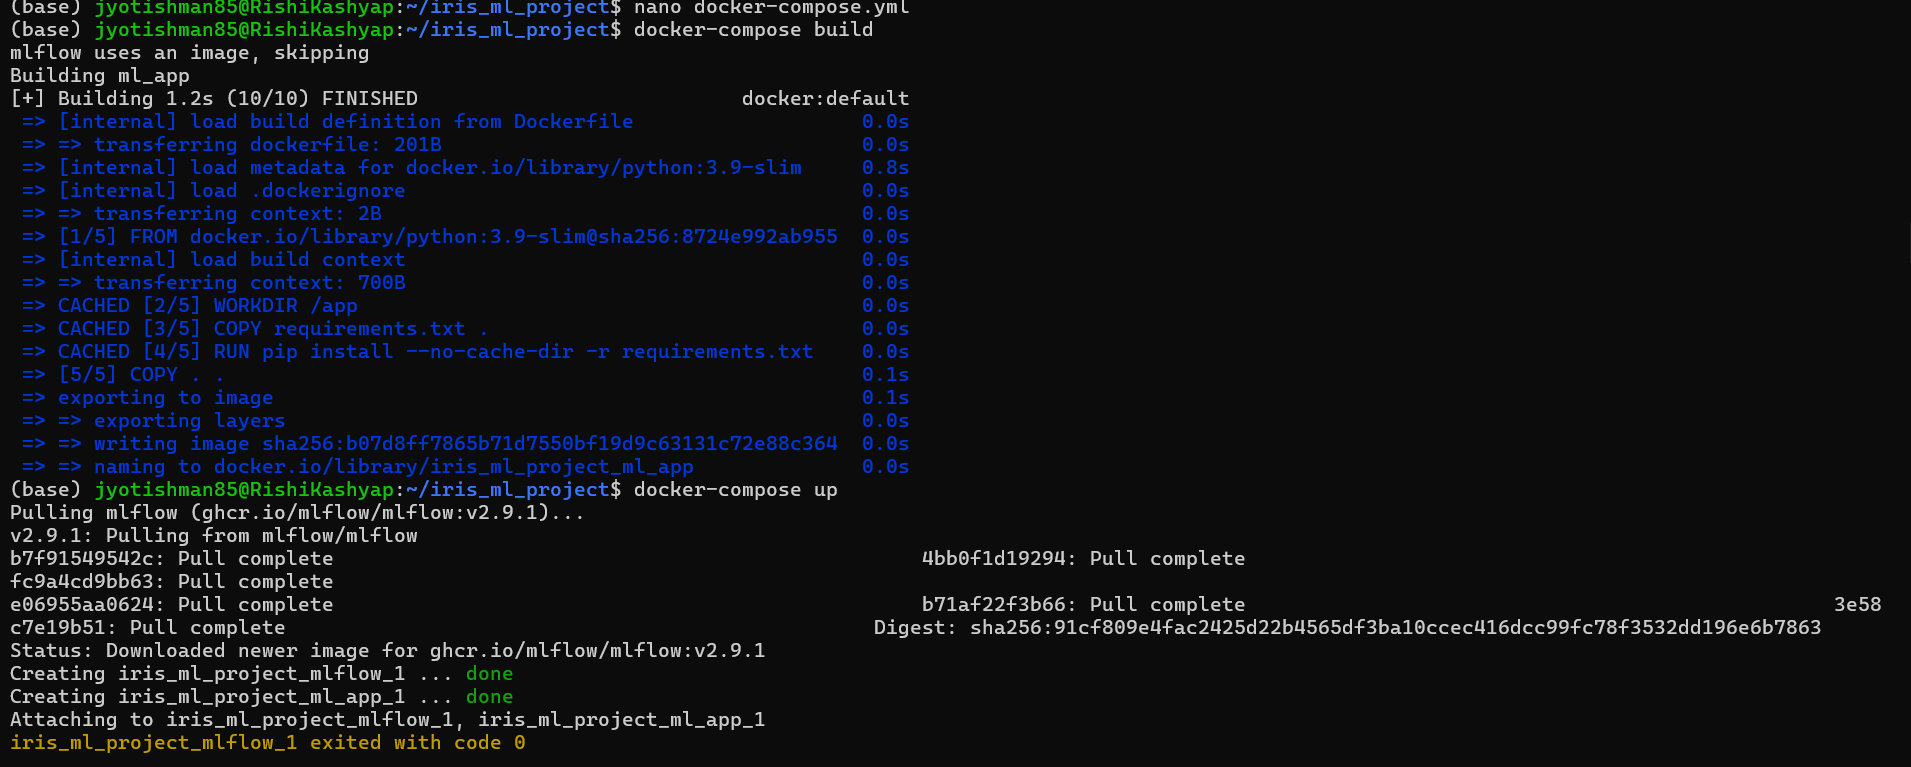 (base) jyotishman85@RishiKashyap:~/iris_ml_project$ nano docker-compose.yml
(base) jyotishman85@RishiKashyap:~/iris_ml_project$ docker-compose build
mlflow uses an image, skipping
Building ml_app
[+] Building 1.2s (10/10) FINISHED docker:default
=> [internal] load build definition from Dockerfile 0.0s
=> => transferring dockerfile: 201B 0.0s
=> [internal] load metadata for docker.io/library/python:3.9-slim 0.8s
=> [internal] load .dockerignore 0.0s
=> => transferring context: 2B 0.0s
=> [1/5] FROM docker.io/library/python:3.9-slim@sha256:8724e992ab955 0.0s
=> [internal] load build context 0.0s
=> => transferring context: 700B 0.0s
=> CACHED [2/5] WORKDIR /app 0.0s
=> CACHED [3/5] COPY requirements.txt . 0.0s
=> CACHED [4/5] RUN pip install --no-cache-dir -r requirements.txt 0.0s
=> [5/5] COPY . . 0.1s
=> exporting to image 0.1s
=> => exporting layers 0.0s
=> => writing image sha256:b07d8ff7865b71d7550bf19d9c63131c72e88c364 0.0s
=> => naming to docker.io/library/iris_ml_project_ml_app 0.0s
(base) jyotishman85@RishiKashyap:~/iris_ml_project$ docker-compose up
Pulling mlflow (ghcr.io/mlflow/mlflow:v2.9.1)...
v2.9.1: Pulling from mlflow/mlflow
b7f91549542c: Pull complete 4bb0f1d19294: Pull complete
fc9a4cd9bb63: Pull complete
e06955aa0624: Pull complete b71af22f3b66: Pull complete 3e58
c7e19b51: Pull complete Digest: sha256:91cf809e4fac2425d22b4565df3ba10ccec416dcc99fc78f3532dd196e6b7863
Status: Downloaded newer image for ghcr.io/mlflow/mlflow:v2.9.1
Creating iris_ml_project_mlflow_1 ... done
Creating iris_ml_project_ml_app_1 ... done
Attaching to iris_ml_project_mlflow_1, iris_ml_project_ml_app_1
iris_ml_project_mlflow_1 exited with code 0